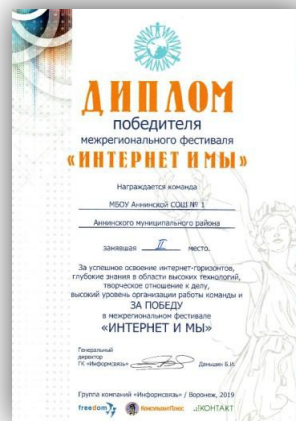 ДИПЛОМ
победителя
межрегионального фестиваля
«ИНТЕРНЕТ И МЫ»
Награждается команда
МБОУ Аннинской СОШ № 1
Аннинского муниципального района
занявшая II место.
За успешное освоение интернет-горизонтов,
глубокие знания в области высоких технологий,
творческое отношение к делу,
высокий уровень организации работы команды и
ЗА ПОБЕДУ
в межрегиональном фестивале
«ИНТЕРНЕТ И МЫ»
Генеральный
директор
ГК «Информсвязь» Даньшин Б.И.
Группа компаний «Информсвязь» / Воронеж, 2019
freedom КонсультантПлюс КОНТАКТ